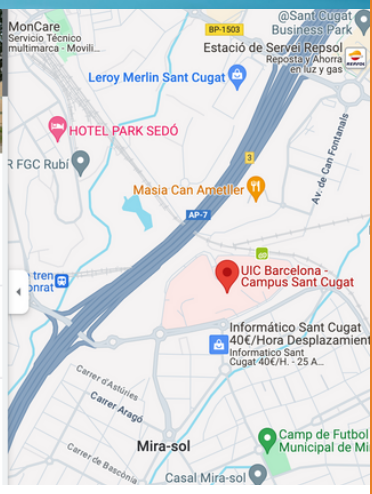 MonCare
Servicio Técnico
multimarca - Movili...
BP-1503
@Sant Cugat
Business Park
Estació de Servei Repsol
Reposta y Ahorra
en luz y gas
REPSOL
Leroy Merlin Sant Cugat
HOTEL PARK SEDÓ
R FGC Rubí
3
Av. de Can Fontanals
Masia Can Ametller
AP-7
UIC Barcelona -
Campus Sant Cugat
tren
onrat
Informático Sant Cugat
40€/Hora Desplazamient
Informatico Sant
Cugat 40€/H. - 25 A...
Carrer d'Astúries
Carrer Aragó
Mira-sol
Camp de Futbol
Municipal de Mi
Carrer de Bascònia
Casal Mira-sol